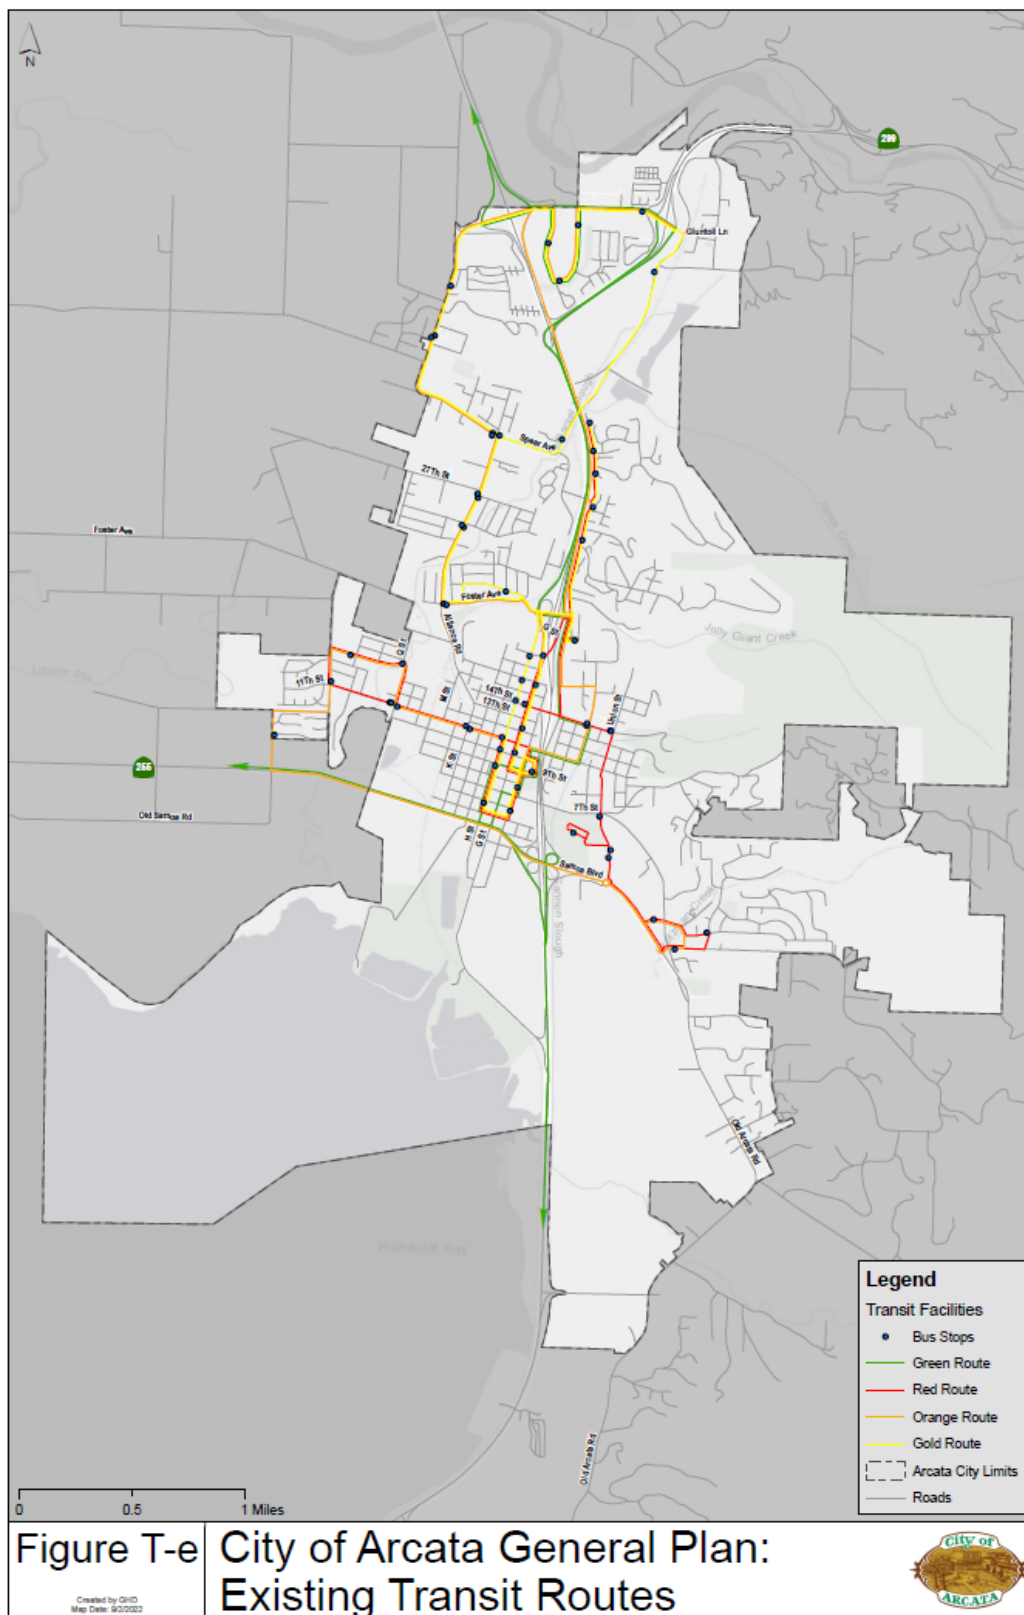 N
299
Giuntoli Ln
Spear Ave
27Th St
Foster Ave
Foster Ave
G St
Jolly Giant Creek
Janes Creek
Alliance Rd
Q St
11Th St
M St
14Th St
13Th St
Union St
K St
9Th St
255
Old Samoa Rd
7Th St
H St
G St
Samoa Blvd
Gannon Slough
Old Arcata Rd
Humboldt Bay
Old Arcata Rd
Legend
Transit Facilities
Bus Stops
Green Route
Red Route
Orange Route
Gold Route
Arcata City Limits
Roads
0 0.5 1 Miles
Figure T-e
Created by GHD
Map Date: 9/2/2022
City of Arcata General Plan:
Existing Transit Routes
City of
ARCATA